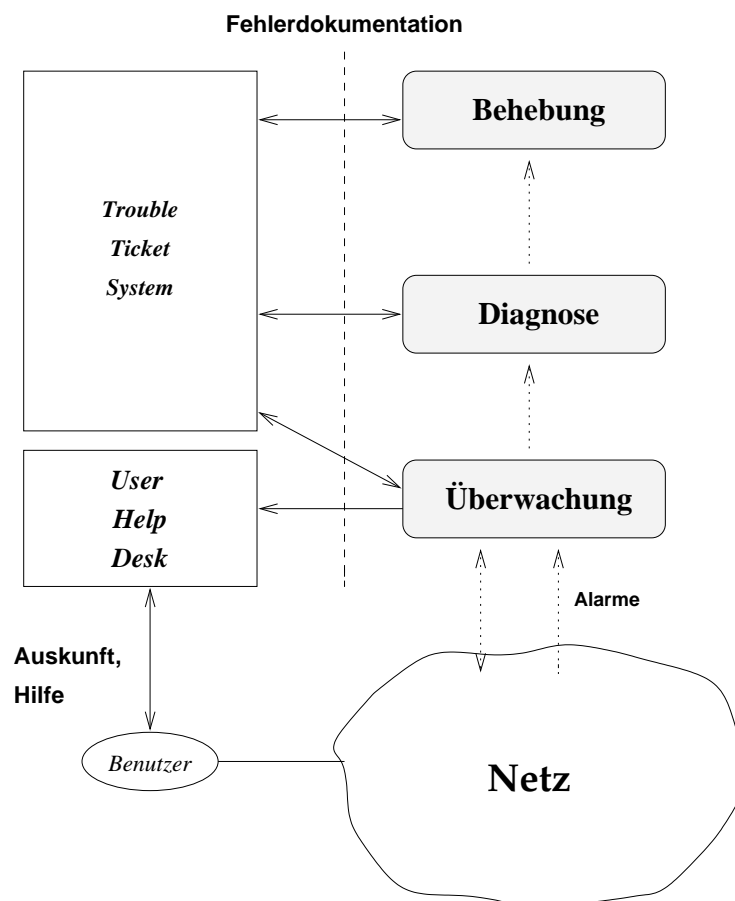 Fehlerdokumentation
Behebung
Trouble
Ticket
System
Diagnose
User
Help
Desk
Überwachung
Alarme
Auskunft,
Hilfe
Benutzer
Netz